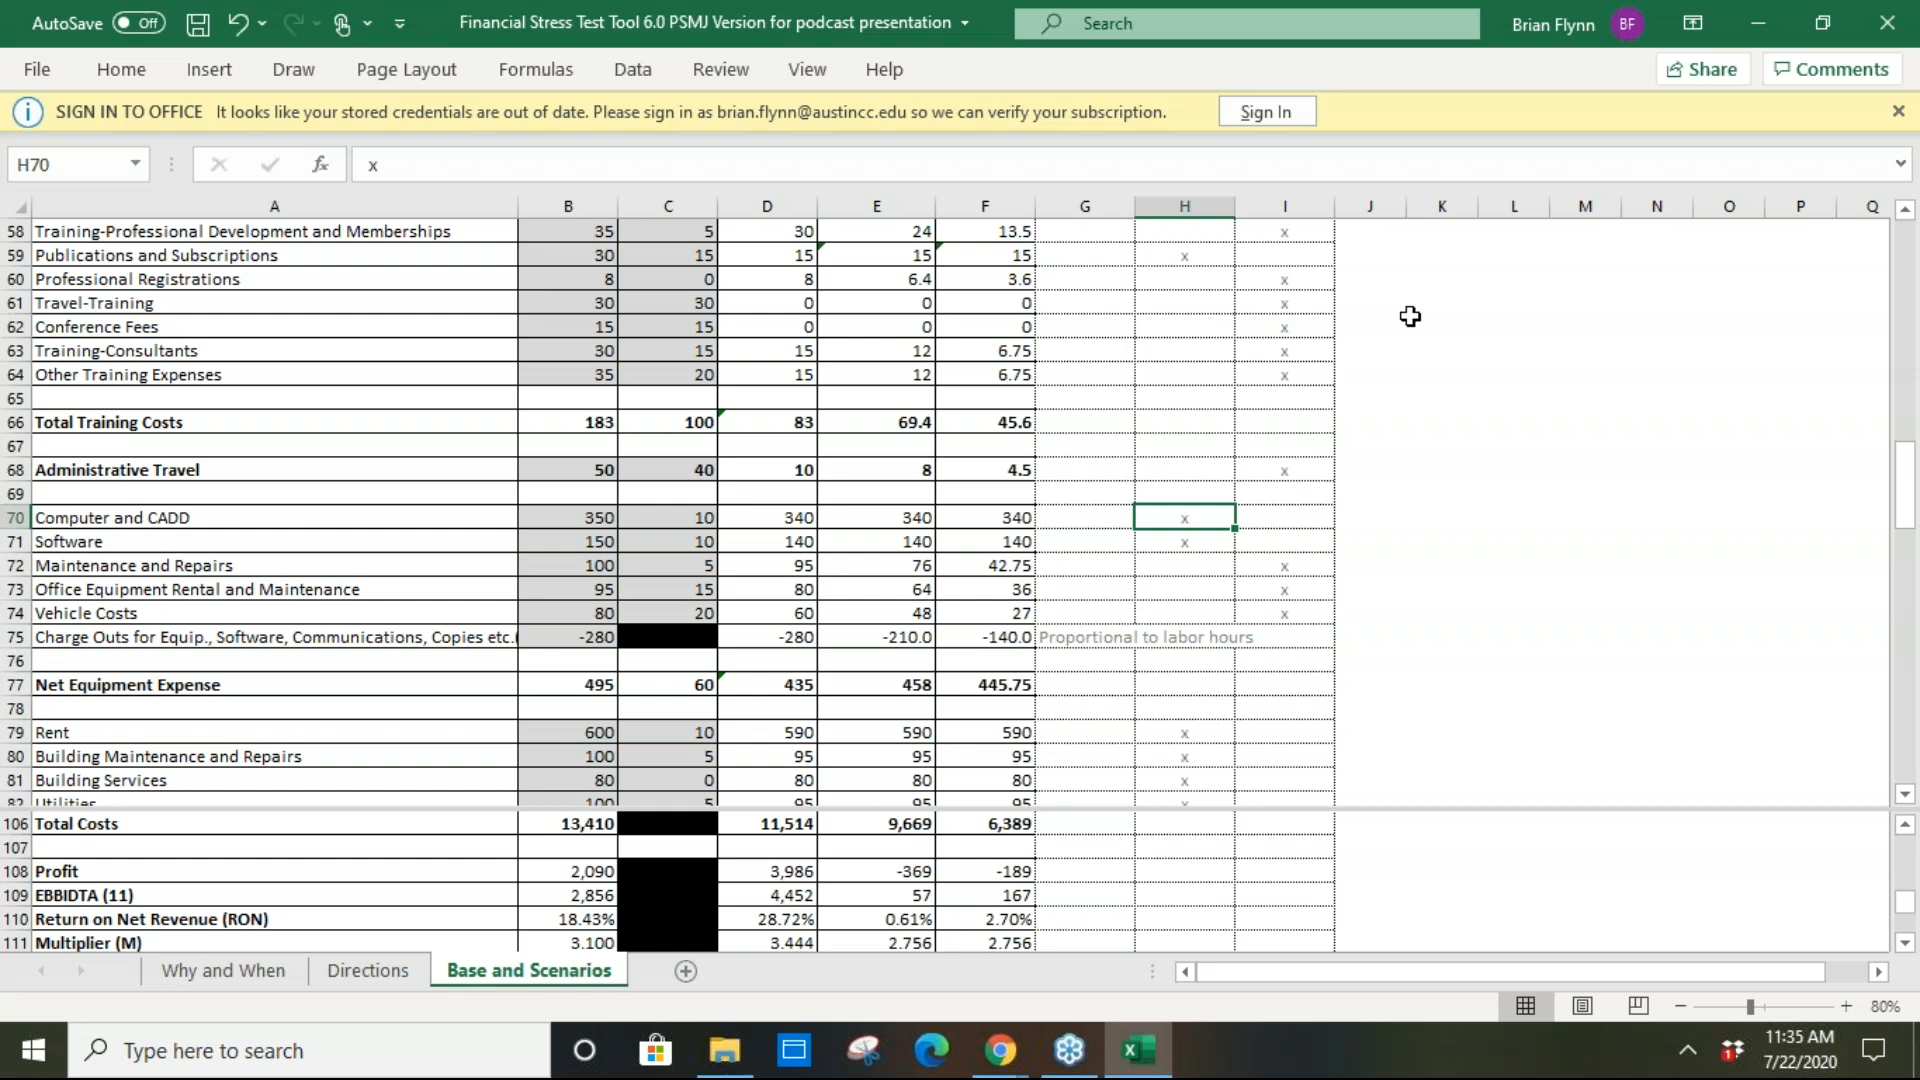 AutoSave Off Financial Stress Test Tool 6.0 PSMJ Version for podcast presentation Search Brian Flynn BF
File Home Insert Draw Page Layout Formulas Data Review View Help Share Comments
SIGN IN TO OFFICE It looks like your stored credentials are out of date. Please sign in as brian.flynn@austincc.edu so we can verify your subscription. Sign In
H70 fx x
A B C D E F G H I J K L M N O P Q
58 Training-Professional Development and Memberships 35 5 30 24 13.5 x
59 Publications and Subscriptions 30 15 15 15 15 x
60 Professional Registrations 8 0 8 6.4 3.6 x
61 Travel-Training 30 30 0 0 0 x
62 Conference Fees 15 15 0 0 0 x
63 Training-Consultants 30 15 15 12 6.75 x
64 Other Training Expenses 35 20 15 12 6.75 x
65
66 Total Training Costs 183 100 83 69.4 45.6
67
68 Administrative Travel 50 40 10 8 4.5 x
69
70 Computer and CADD 350 10 340 340 340 x
71 Software 150 10 140 140 140 x
72 Maintenance and Repairs 100 5 95 76 42.75 x
73 Office Equipment Rental and Maintenance 95 15 80 64 36 x
74 Vehicle Costs 80 20 60 48 27 x
75 Charge Outs for Equip., Software, Communications, Copies etc. -280 -280 -210.0 -140.0 Proportional to labor hours
76
77 Net Equipment Expense 495 60 435 458 445.75
78
79 Rent 600 10 590 590 590 x
80 Building Maintenance and Repairs 100 5 95 95 95 x
81 Building Services 80 0 80 80 80 x
82 Utilities 100 5 95 95 95 x
106 Total Costs 13,410 11,514 9,669 6,389
107
108 Profit 2,090 3,986 -369 -189
109 EBBIDTA (11) 2,856 4,452 57 167
110 Return on Net Revenue (RON) 18.43% 28.72% 0.61% 2.70%
111 Multiplier (M) 3.100 3.444 2.756 2.756
Why and When Directions Base and Scenarios
80%
Type here to search 1 11:35 AM
7/22/2020